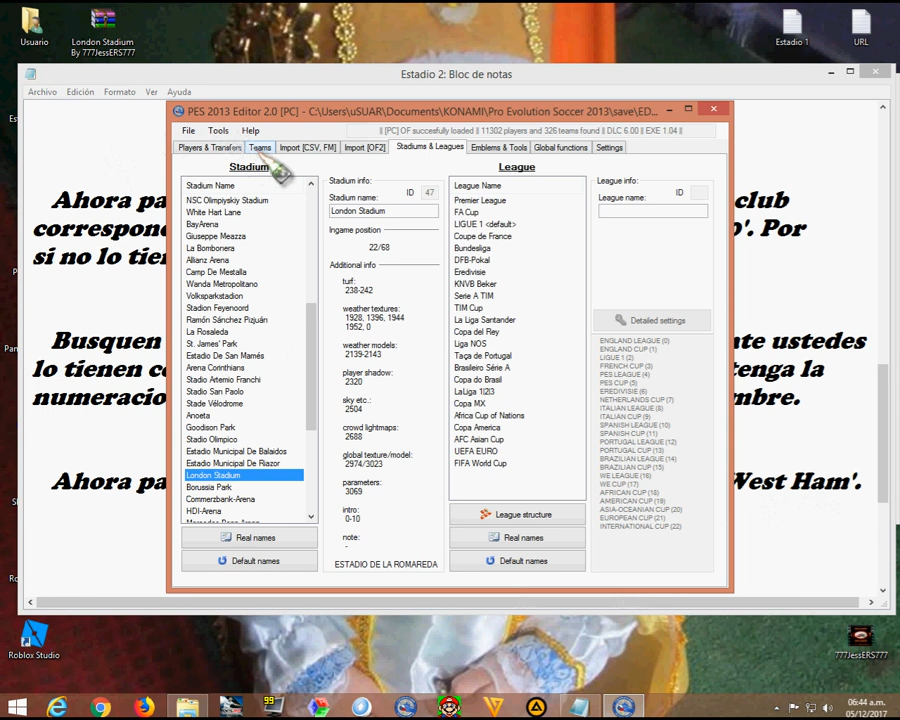 Usuario
London Stadium
By 777JessERS777
Estadio 1
URL
Estadio 2: Bloc de notas
Archivo Edición Formato Ver Ayuda
PES 2013 Editor 2.0 [PC] - C:\Users\uSUAR\Documents\KONAMI\Pro Evolution Soccer 2013\save\ED...
File Tools Help
|| [PC] OF succesfully loaded || 11302 players and 326 teams found || DLC 6.00 || EXE 1.04 ||
Players & Transfers Teams Import [CSV, FM] Import [OF2] Stadiums & Leagues Emblems & Tools Global functions Settings
Stadium
Stadium Name
NSC Olimpiyskiy Stadium
White Hart Lane
BayArena
Giuseppe Meazza
La Bombonera
Allianz Arena
Camp De Mestalla
Wanda Metropolitano
Volksparkstadion
Stadion Feyenoord
Ramón Sánchez Pizjuán
La Rosaleda
St. James' Park
Estadio De San Mamés
Arena Corinthians
Stadio Artemio Franchi
Stadio San Paolo
Stade Vélodrome
Anoeta
Goodison Park
Stadio Olimpico
Estadio Municipal De Balaidos
Estadio Municipal De Riazor
London Stadium
Borussia Park
Commerzbank-Arena
HDI-Arena
Real names
Default names
Stadium info:
ID 47
Stadium name:
London Stadium
Ingame position
22/68
Additional info
turf:
238-242
weather textures:
1928, 1396, 1944
1952, 0
weather models:
2139-2143
player shadow:
2320
sky etc.:
2504
crowd lightmaps:
2688
global texture/model:
2974/3023
parameters:
3069
intro:
0-10
note:
-
ESTADIO DE LA ROMAREDA
League
League Name
Premier League
FA Cup
LIGUE 1 <default>
Coupe de France
Bundesliga
DFB-Pokal
Eredivisie
KNVB Beker
Serie A TIM
TIM Cup
La Liga Santander
Copa del Rey
Liga NOS
Taça de Portugal
Brasileiro Série A
Copa do Brasil
LaLiga 1|2|3
Copa MX
Africa Cup of Nations
Copa America
AFC Asian Cup
UEFA EURO
FIFA World Cup
League structure
Real names
Default names
League info:
ID
League name:
Detailed settings
ENGLAND LEAGUE (0)
ENGLAND CUP (1)
LIGUE 1 (2)
FRENCH CUP (3)
PES LEAGUE (4)
PES CUP (5)
EREDIVISIE (6)
NETHERLANDS CUP (7)
ITALIAN LEAGUE (8)
ITALIAN CUP (9)
SPANISH LEAGUE (10)
SPANISH CUP (11)
PORTUGAL LEAGUE (12)
PORTUGAL CUP (13)
BRAZILIAN LEAGUE (14)
BRAZILIAN CUP (15)
WE LEAGUE (16)
WE CUP (17)
AFRICAN CUP (18)
AMERICAN CUP (19)
ASIA-OCEANIAN CUP (20)
EUROPEAN CUP (21)
INTERNATIONAL CUP (22)
Ahora pa club
correspon 0'. Por
si no lo tien
Busquen nte ustedes
lo tienen c tenga la
numeracio mbre.
Ahora pa West Ham'.
Roblox Studio
777JessERS777
99
06:44 a.m.
05/12/2017